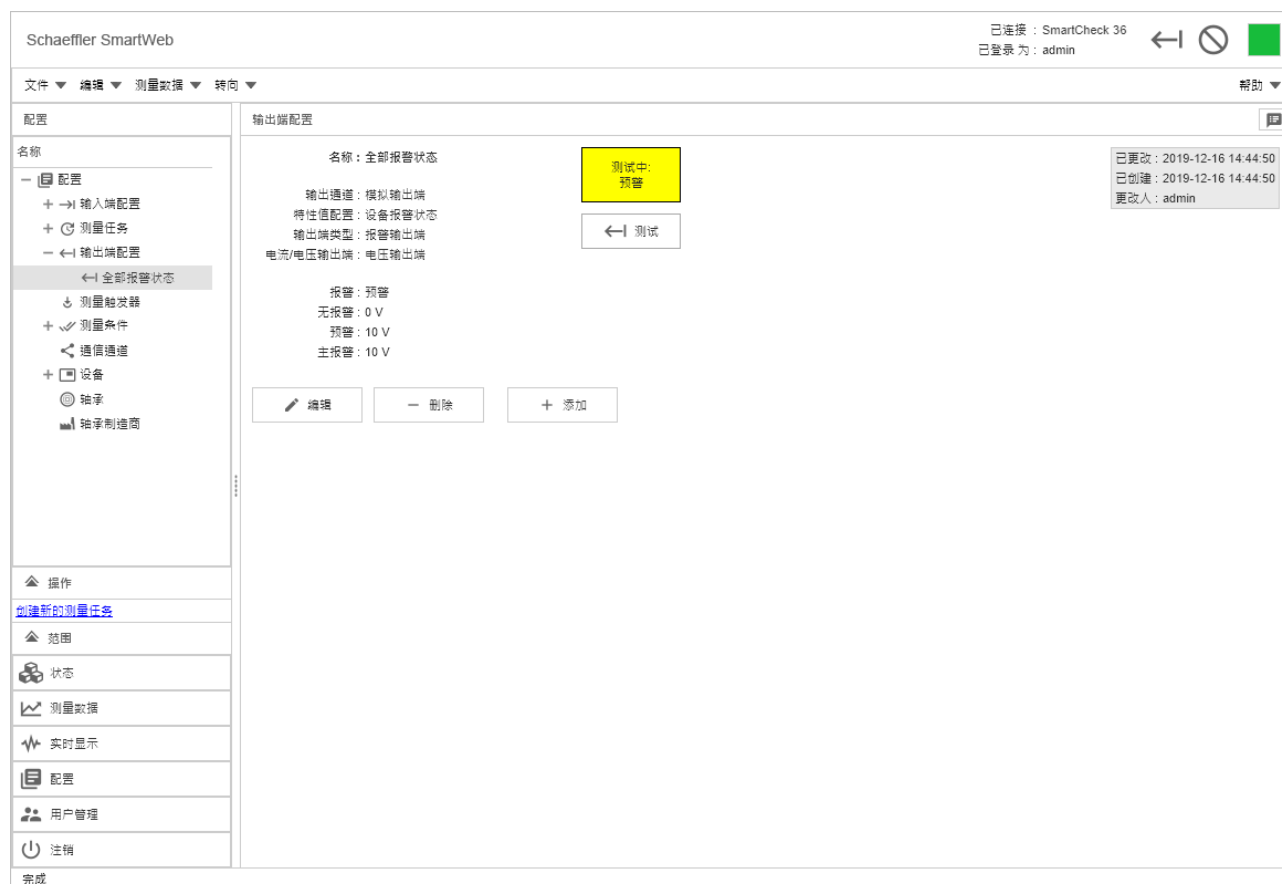 Schaeffler SmartWeb
已连接 : SmartCheck 36
已登录为 : admin
文件 编辑 测量数据 转向 帮助
配置
输出端配置
名称
配置
输入端配置
测量任务
输出端配置
全部报警状态
测量触发器
测量条件
通信通道
设备
轴承
轴承制造商
名称 : 全部报警状态
输出通道 : 模拟输出端
特性值配置 : 设备报警状态
输出端类型 : 报警输出端
电流/电压输出端 : 电压输出端
报警 : 预警
无报警 : 0 V
预警 : 10 V
主报警 : 10 V
测试中:
预警
测试
已更改 : 2019-12-16 14:44:50
已创建 : 2019-12-16 14:44:50
更改人 : admin
编辑 删除 添加
操作
创建新的测量任务
范围
状态
测量数据
实时显示
配置
用户管理
注销
完成